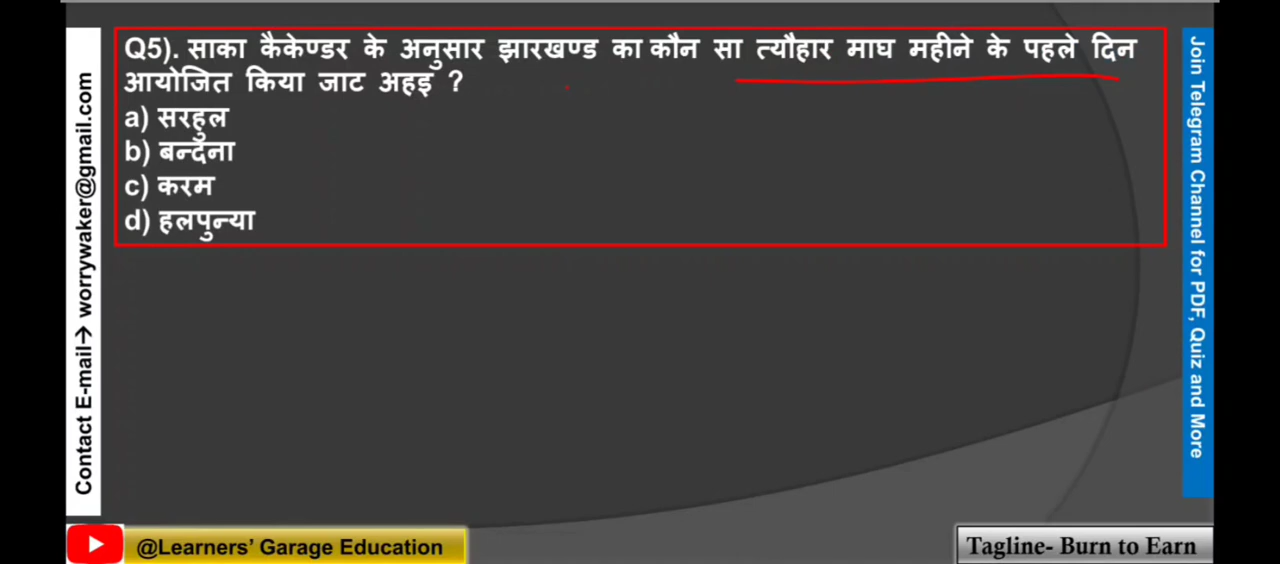 Q5). साका कैकेण्डर के अनुसार झारखण्ड का कौन सा त्यौहार माघ महीने के पहले दिन
आयोजित किया जाट अहइ ?
a) सरहुल
b) बन्दना
c) करम
d) हलपुन्या
Contact E-mail→ worrywaker@gmail.com
Join Telegram Channel for PDF, Quiz and More
@Learners’ Garage Education
Tagline- Burn to Earn